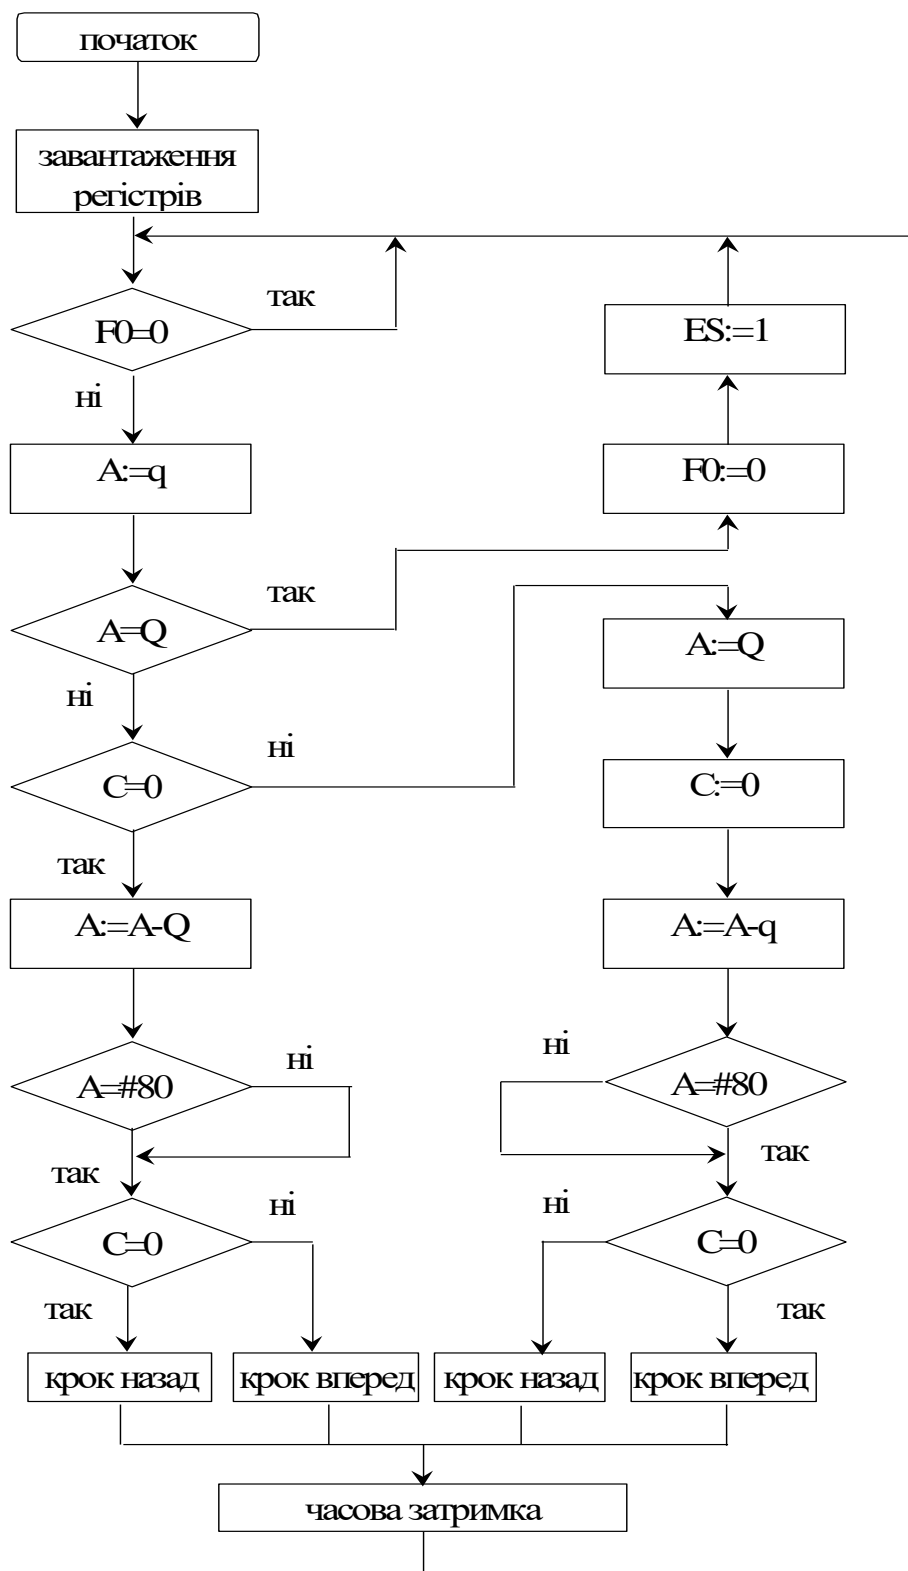 початок
завантаження
регістрів
так
F0=0
ES:=1
ні
A:=q
F0:=0
так
A=Q
A:=Q
ні
ні
C=0
C:=0
так
A:=A-Q
A:=A-q
ні
ні
A=#80
A=#80
так
так
ні
ні
C=0
C=0
так
так
крок назад
крок вперед
крок назад
крок вперед
часова затримка